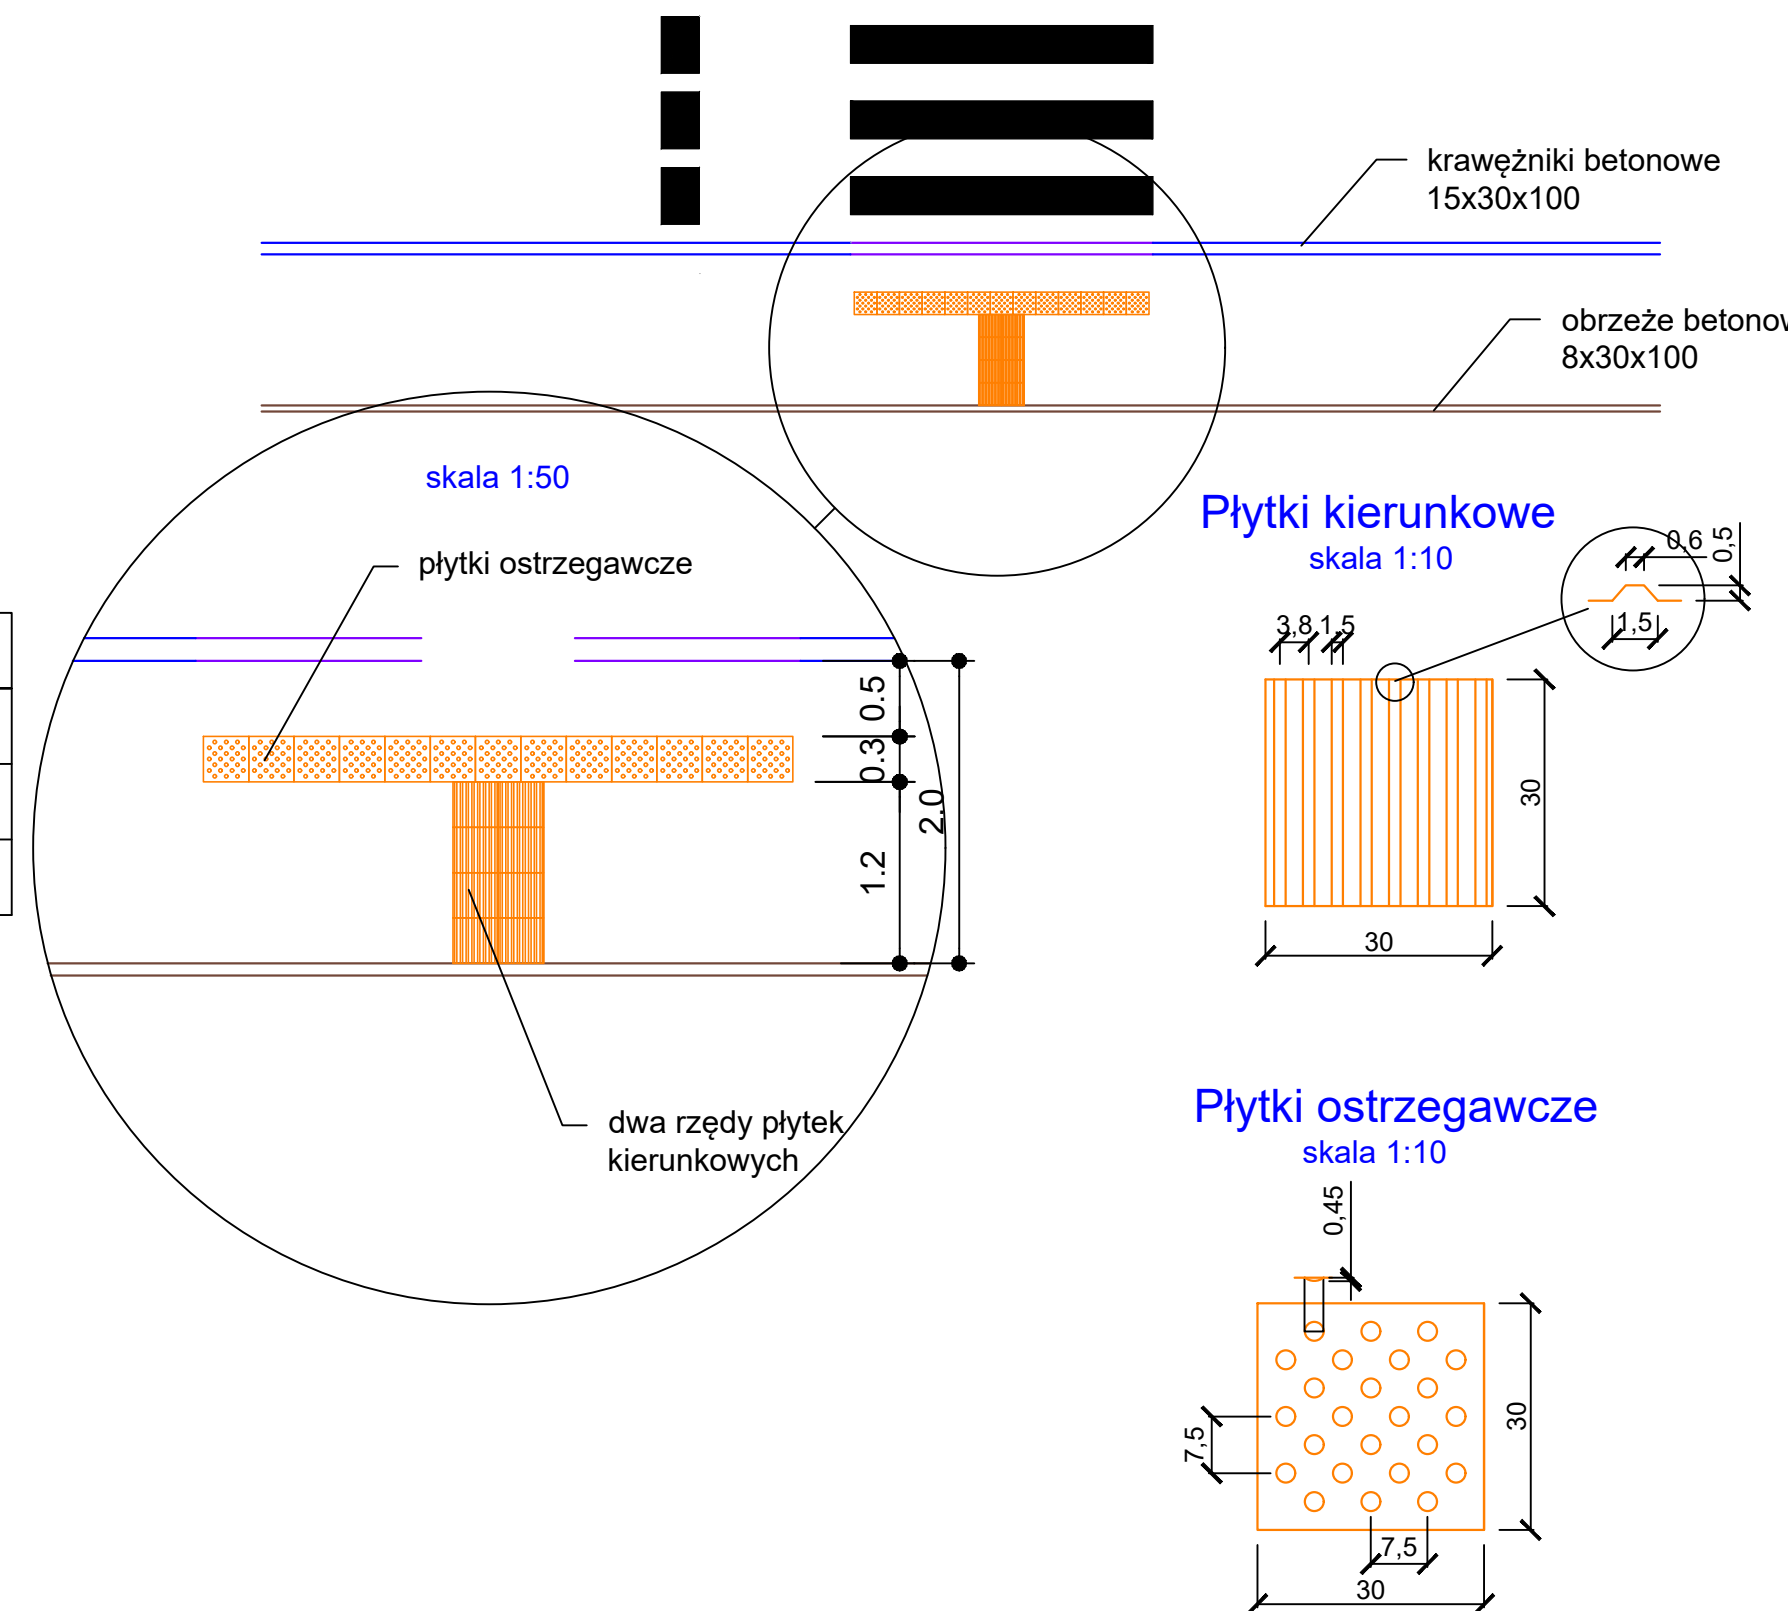 krawężniki betonowe
15x30x100
obrzeże
8x30x100
skala 1:50
płytki ostrzegawcze
0.5
0.3
2.0
1.2
dwa rzędy płytek
kierunkowych
Płytki kierunkowe
skala 1:10
0,6
0,5
1,5
3,8 1,5
30
30
Płytki ostrzegawcze
skala 1:10
0,45
30
7,5
7,5
30